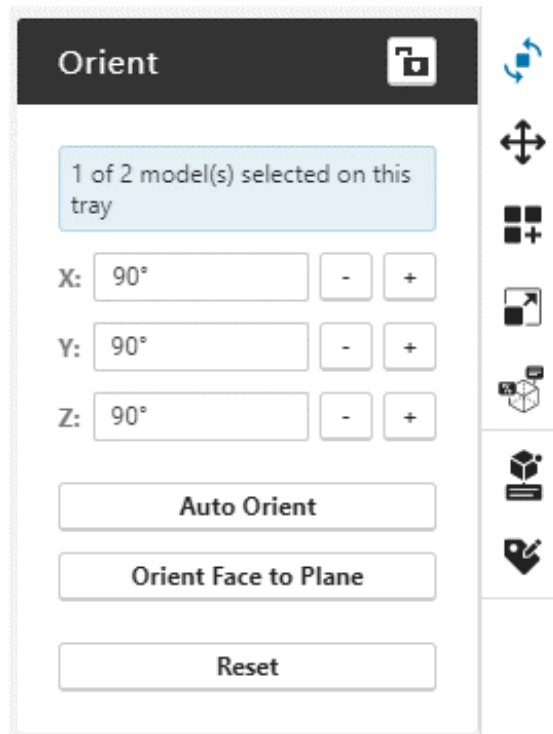 Orient
1 of 2 model(s) selected on this
tray
X: 90° - +
Y: 90° - +
Z: 90° - +
Auto Orient
Orient Face to Plane
Reset